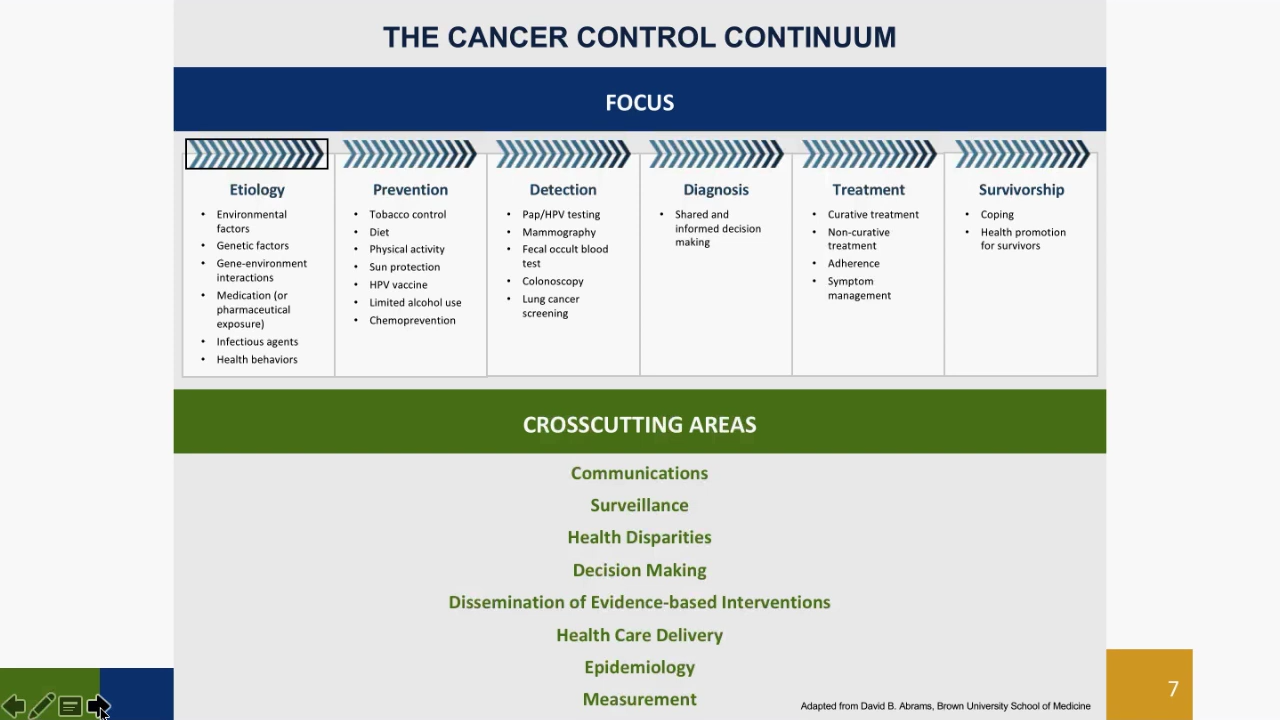 THE CANCER CONTROL CONTINUUM
FOCUS
Etiology
• Environmental
factors
• Genetic factors
• Gene-environment
interactions
• Medication (or
pharmaceutical
exposure)
• Infectious agents
• Health behaviors
Prevention
• Tobacco control
• Diet
• Physical activity
• Sun protection
• HPV vaccine
• Limited alcohol use
• Chemoprevention
Detection
• Pap/HPV testing
• Mammography
• Fecal occult blood
test
• Colonoscopy
• Lung cancer
screening
Diagnosis
• Shared and
informed decision
making
Treatment
• Curative treatment
• Non-curative
treatment
• Adherence
• Symptom
management
Survivorship
• Coping
• Health promotion
for survivors
CROSSCUTTING AREAS
Communications
Surveillance
Health Disparities
Decision Making
Dissemination of Evidence-based Interventions
Health Care Delivery
Epidemiology
Measurement
Adapted from David B. Abrams, Brown University School of Medicine
7